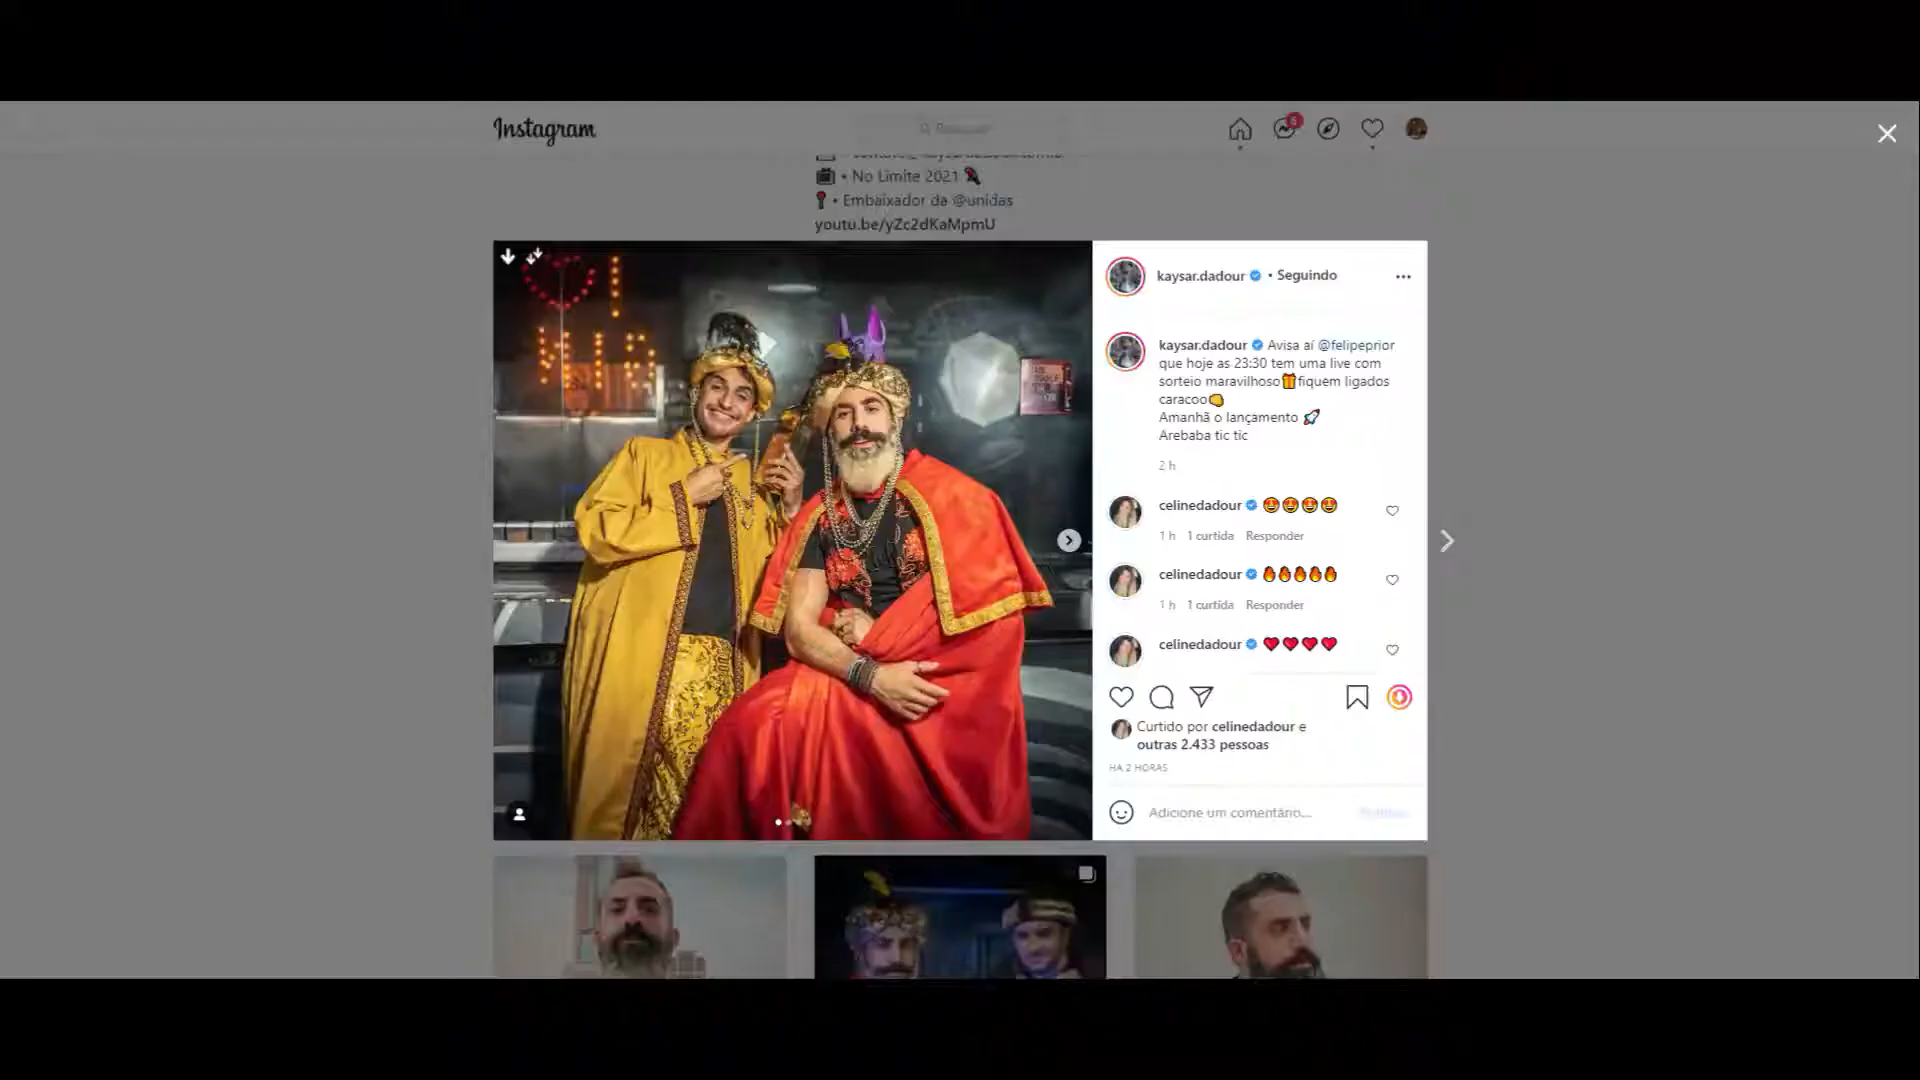 Instagram
5
• No Limite 2021
• Embaixador da @unidas
youtu.be/yZc2dKaMpmU
kaysar.dadour • Seguindo
kaysar.dadour Avisa aí @felipeprior
que hoje as 23:30 tem uma live com
sorteio maravilhoso🎁fiquem ligados
caracoo👊
Amanhã o lançamento 🚀
Arebaba tic tic
2 h
celinedadour 😍😍😍😍
1 h 1 curtida Responder
celinedadour 🔥🔥🔥🔥🔥
1 h 1 curtida Responder
celinedadour ❤️❤️❤️❤️
Curtido por celinedadour e
outras 2.433 pessoas
HÁ 2 HORAS
Adicione um comentário...